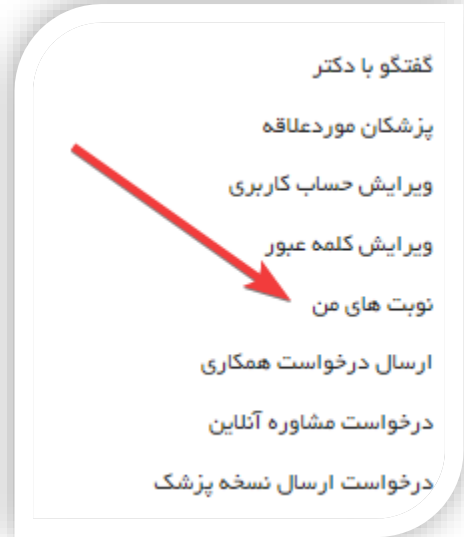 گفتگو با دکتر
پزشکان موردعلاقه
ویرایش حساب کاربری
ویرایش کلمه عبور
نوبت های من
ارسال درخواست همکاری
درخواست مشاوره آنلاین
درخواست ارسال نسخه پزشک